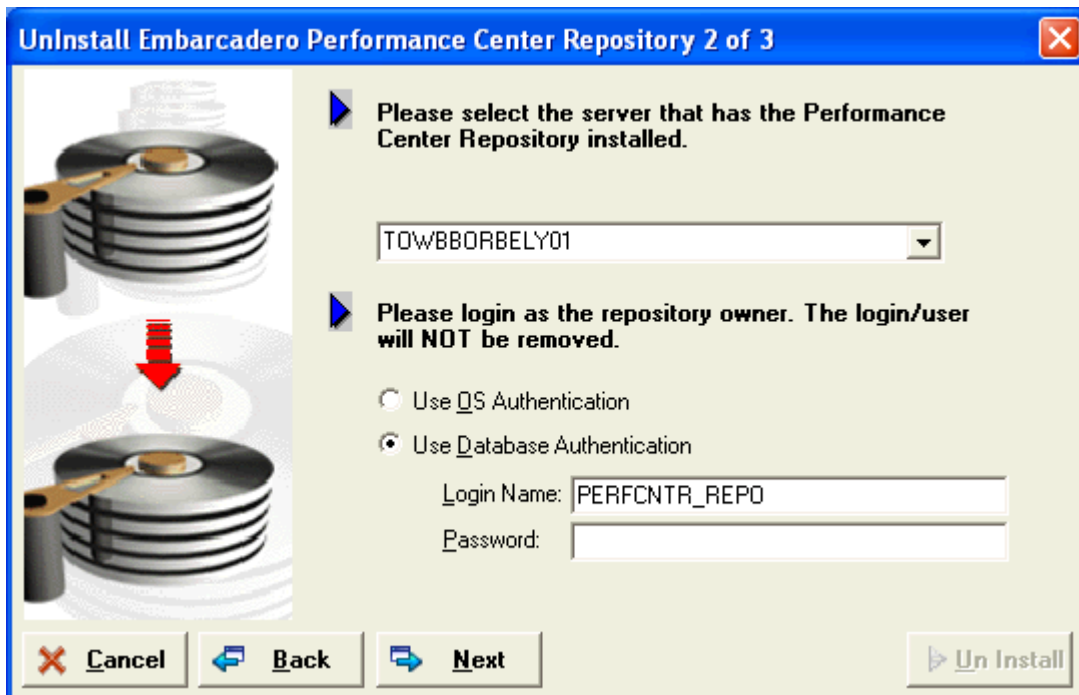 UnInstall Embarcadero Performance Center Repository 2 of 3
Please select the server that has the Performance
Center Repository installed.
TOWBBORBELY01
Please login as the repository owner. The login/user
will NOT be removed.
Use OS Authentication
Use Database Authentication
Login Name: PERFCNTR_REPO
Password:
Cancel Back Next Un Install